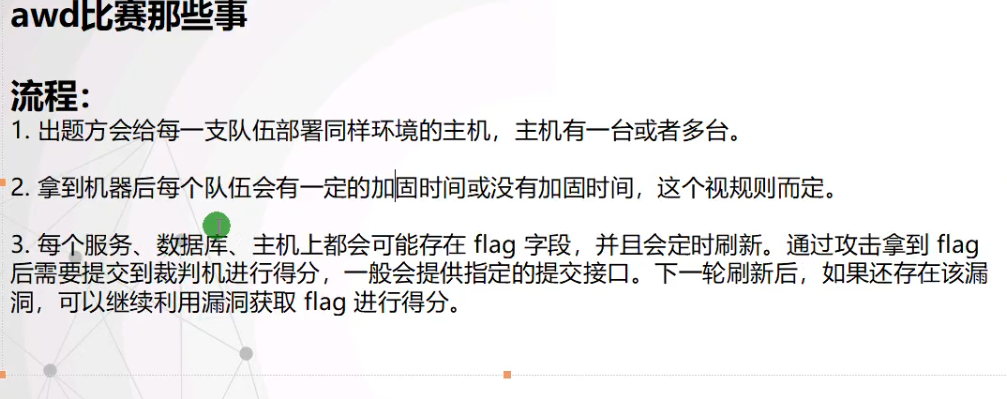 awd比赛那些事
流程：
1. 出题方会给每一支队伍部署同样环境的主机，主机有一台或者多台。
2. 拿到机器后每个队伍会有一定的加固时间或没有加固时间，这个视规则而定。
3. 每个服务、数据库、主机上都会可能存在 flag 字段，并且会定时刷新。通过攻击拿到 flag
后需要提交到裁判机进行得分，一般会提供指定的提交接口。下一轮刷新后，如果还存在该漏
洞，可以继续利用漏洞获取 flag 进行得分。